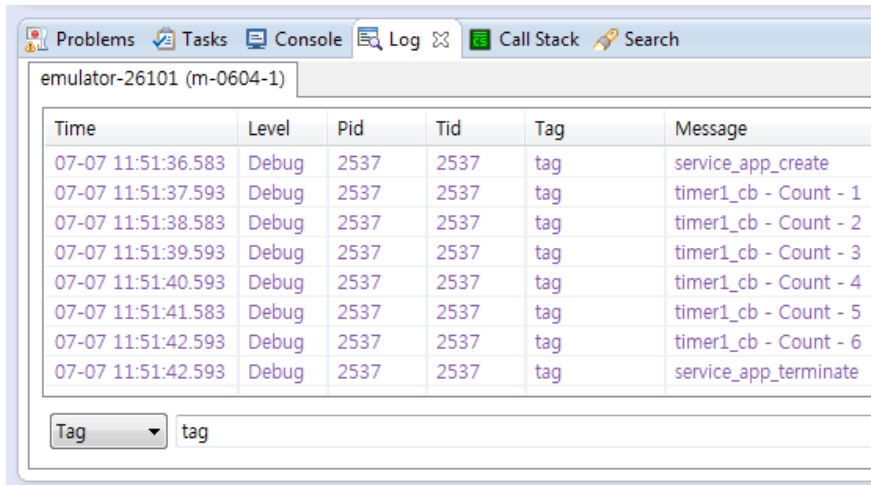 Problems Tasks Console Log Call Stack Search
emulator-26101 (m-0604-1)
Time Level Pid Tid Tag Message
07-07 11:51:36.583 Debug 2537 2537 tag service_app_create
07-07 11:51:37.593 Debug 2537 2537 tag timer1_cb - Count - 1
07-07 11:51:38.583 Debug 2537 2537 tag timer1_cb - Count - 2
07-07 11:51:39.593 Debug 2537 2537 tag timer1_cb - Count - 3
07-07 11:51:40.593 Debug 2537 2537 tag timer1_cb - Count - 4
07-07 11:51:41.583 Debug 2537 2537 tag timer1_cb - Count - 5
07-07 11:51:42.593 Debug 2537 2537 tag timer1_cb - Count - 6
07-07 11:51:42.593 Debug 2537 2537 tag service_app_terminate
Tag tag